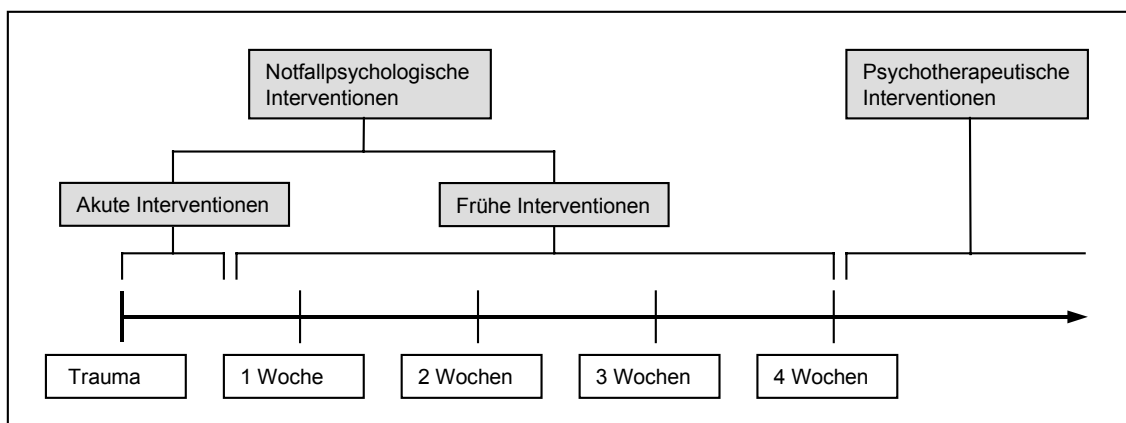 Notfallpsychologische
Interventionen
Psychotherapeutische
Interventionen
Akute Interventionen
Frühe Interventionen
Trauma
1 Woche
2 Wochen
3 Wochen
4 Wochen